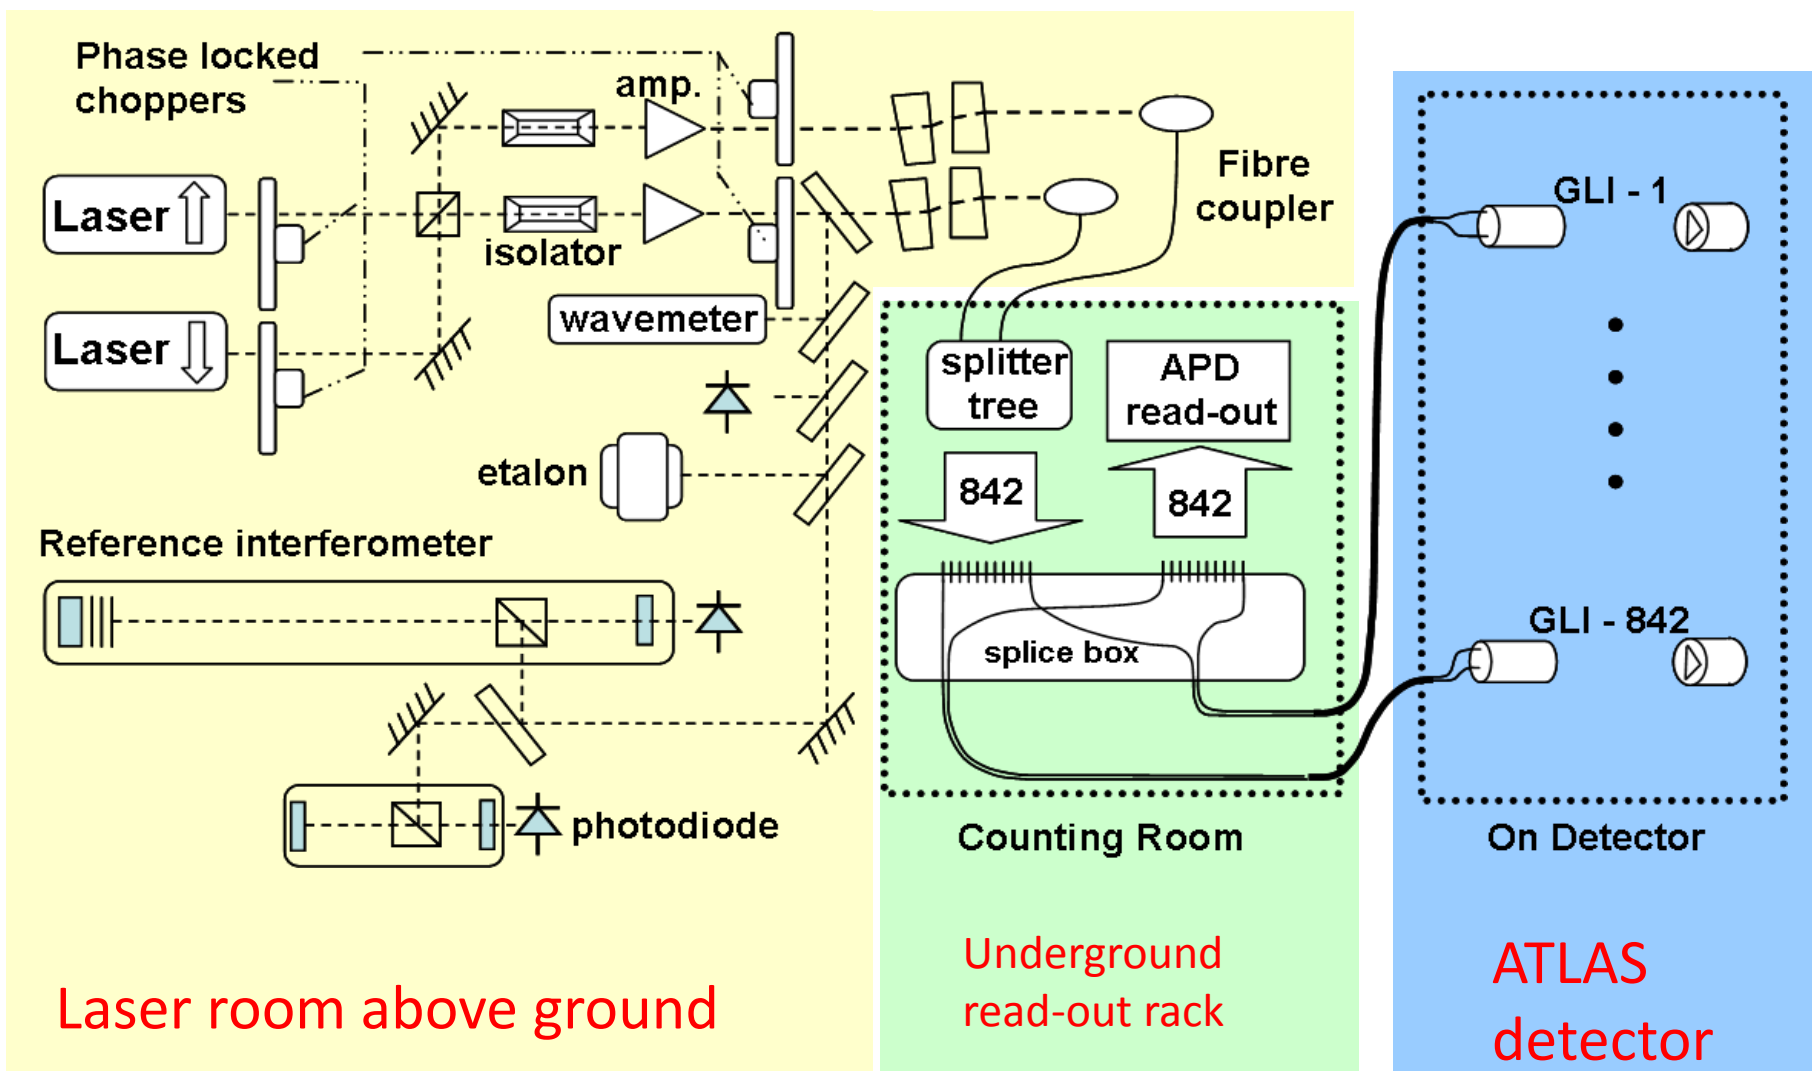 Phase locked
choppers
amp.
Laser
isolator
Laser
wavemeter
etalon
Reference interferometer
photodiode
Laser room above ground
Fibre
coupler
splitter
tree
APD
read-out
842
842
splice box
Counting Room
Underground
read-out rack
GLI - 1
GLI - 842
On Detector
ATLAS
detector